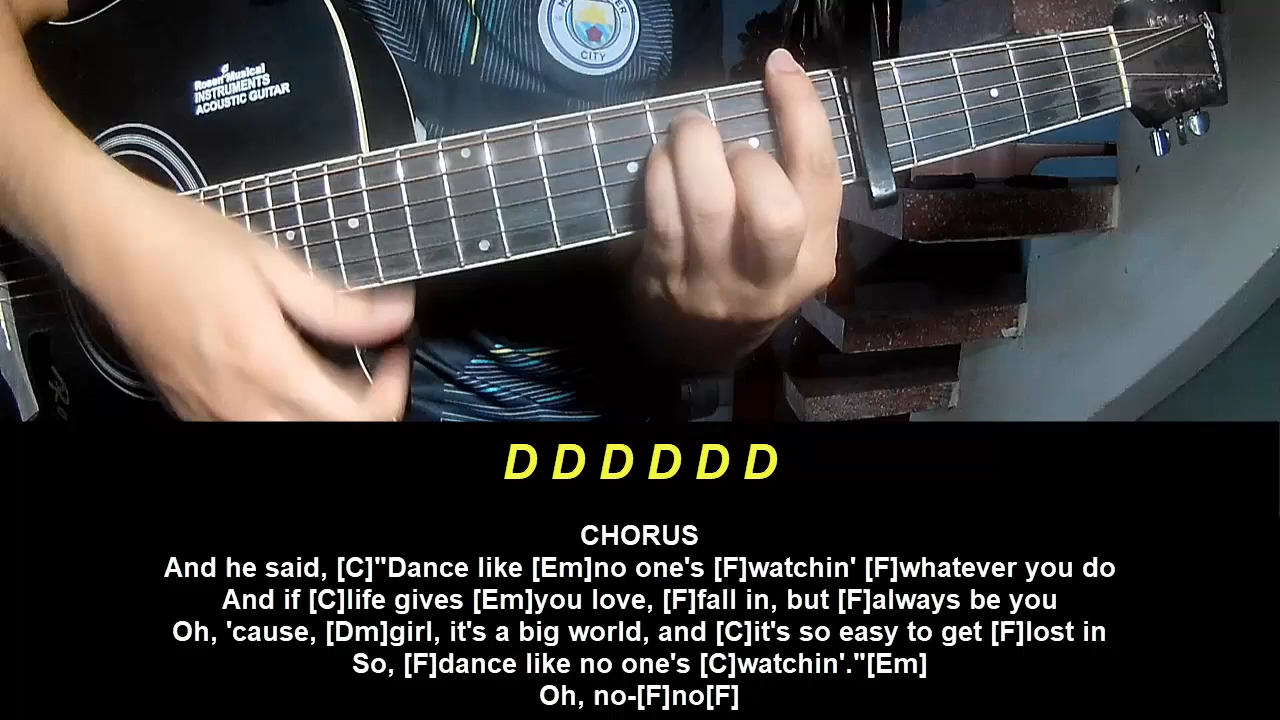 Rosen Musical
INSTRUMENTS
ACOUSTIC GUITAR
CITY
D D D D D D
CHORUS
And he said, [C]"Dance like [Em]no one's [F]watchin' [F]whatever you do
And if [C]life gives [Em]you love, [F]fall in, but [F]always be you
Oh, 'cause, [Dm]girl, it's a big world, and [C]it's so easy to get [F]lost in
So, [F]dance like no one's [C]watchin'."[Em]
Oh, no-[F]no[F]